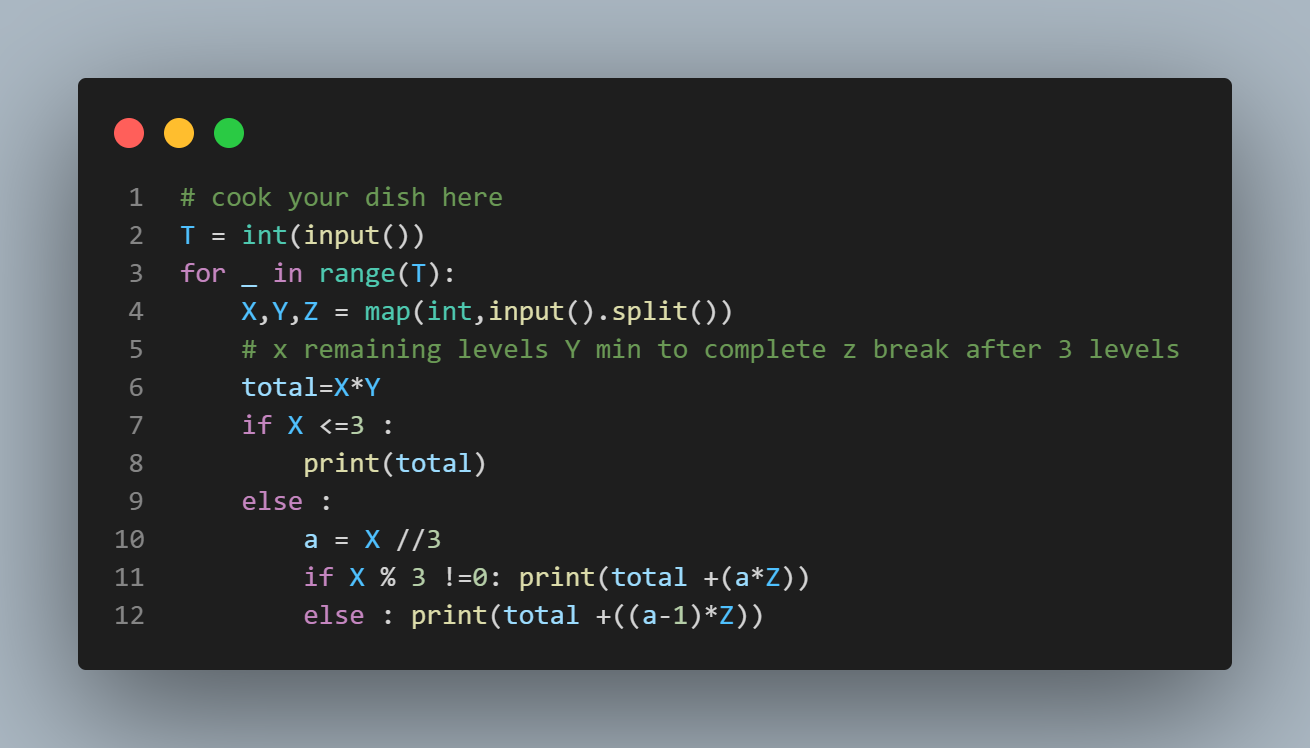 1 # cook your dish here
2 T = int(input())
3 for _ in range(T):
4     X,Y,Z = map(int,input().split())
5     # x remaining levels Y min to complete z break after 3 levels
6     total=X*Y
7     if X <=3 :
8         print(total)
9     else :
10         a = X //3
11         if X % 3 !=0: print(total +(a*Z))
12         else : print(total +((a-1)*Z))